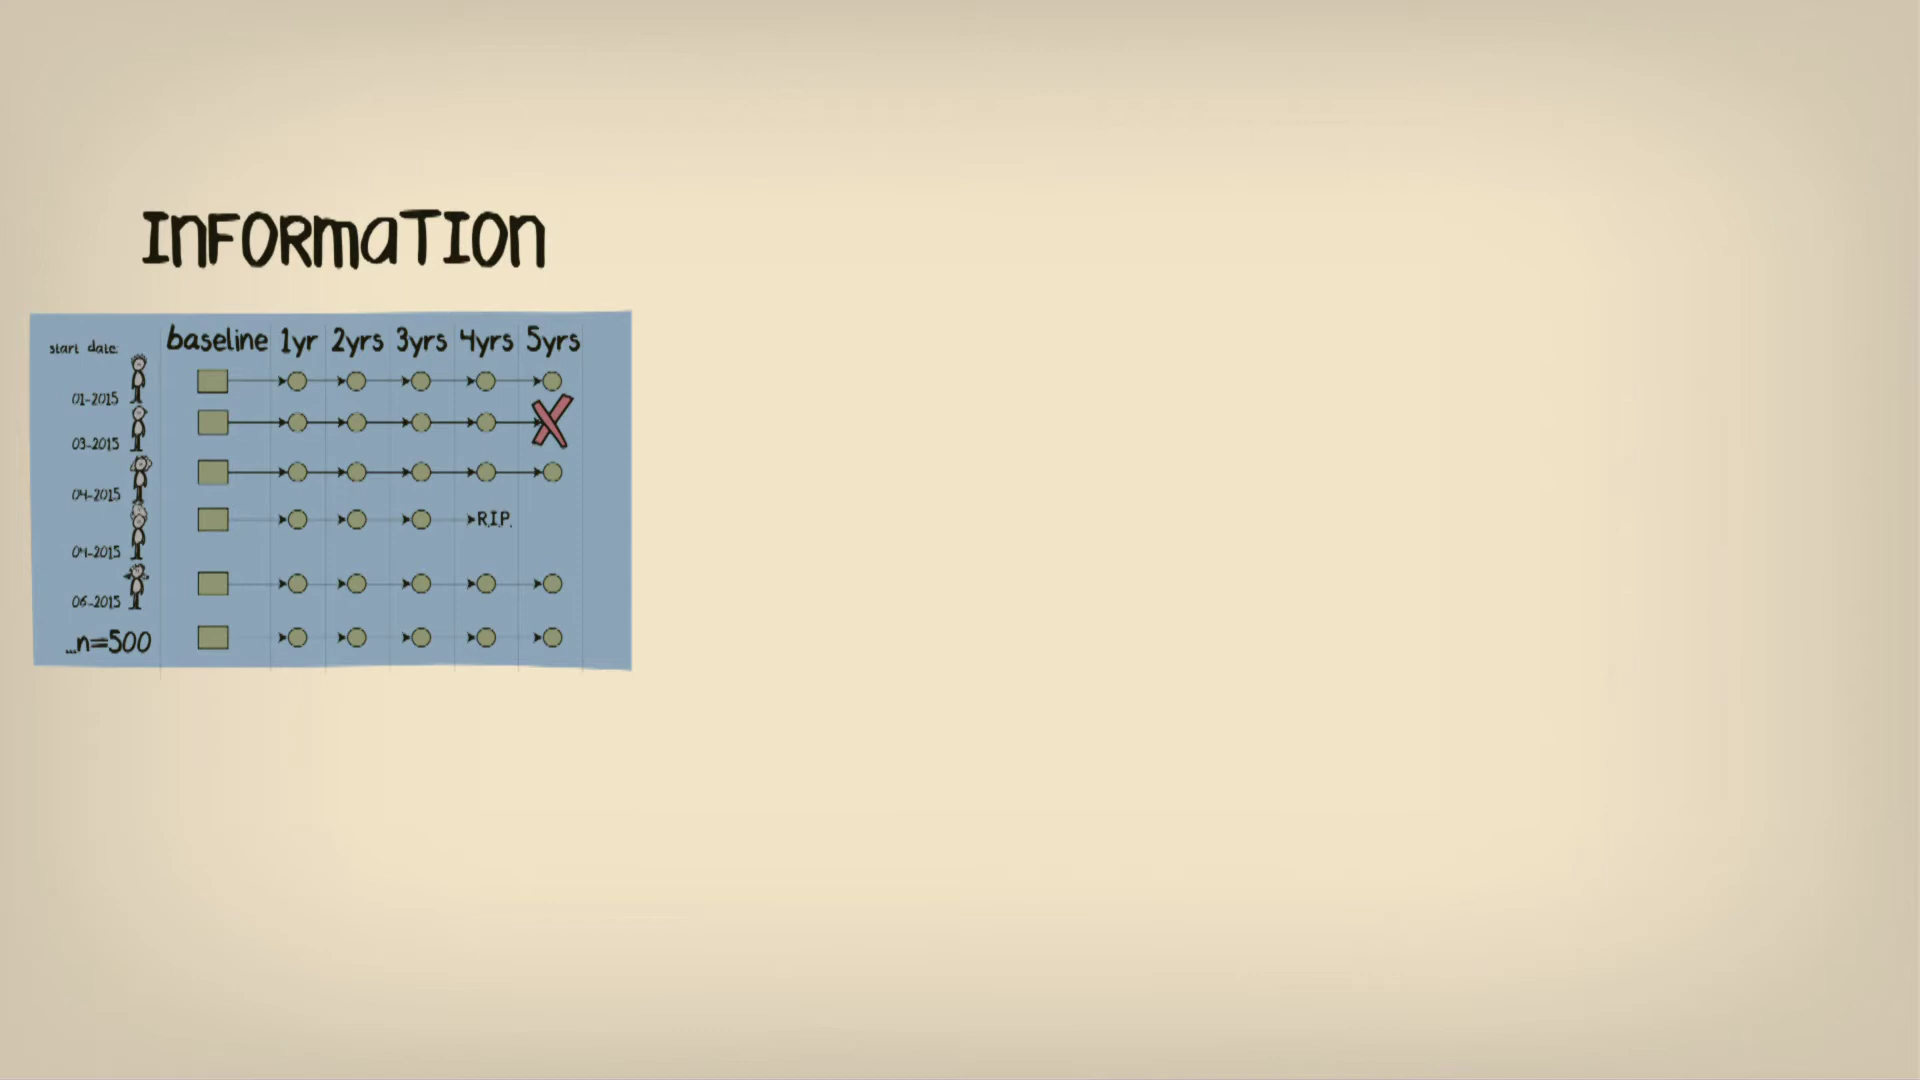 InFORmaTION
start date: baseline 1yr 2yrs 3yrs 4yrs 5yrs
01-2015
03-2015
04-2015
R.I.P.
04-2015
06-2015
...n=500